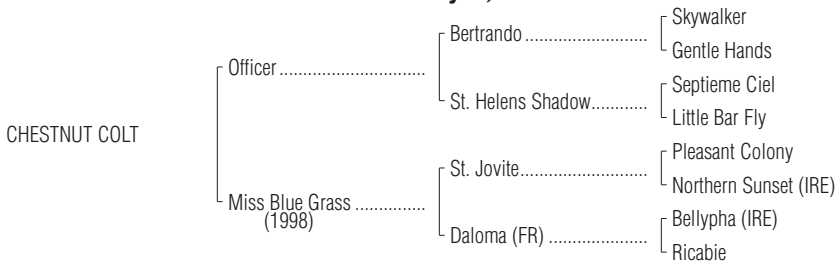 Skywalker
Bertrando
Gentle Hands
Officer
Septieme Ciel
St. Helens Shadow
Little Bar Fly
CHESTNUT COLT
Pleasant Colony
St. Jovite
Northern Sunset (IRE)
Miss Blue Grass
(1998)
Bellypha (IRE)
Daloma (FR)
Ricabie